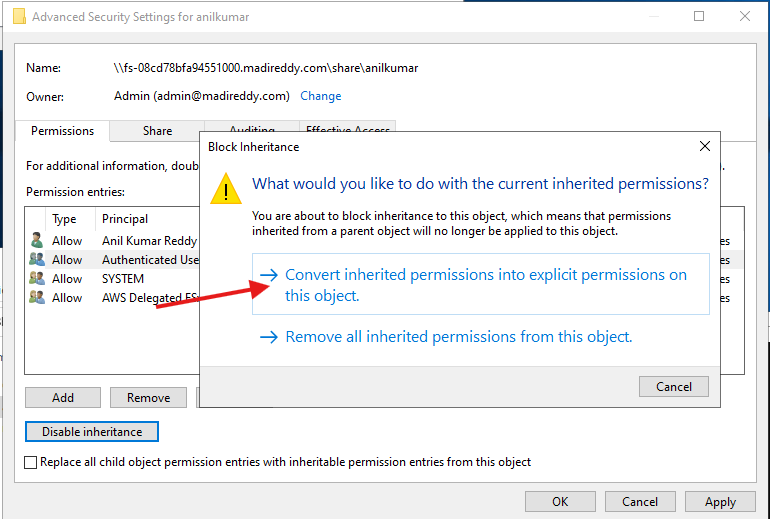 Advanced Security Settings for anilkumar
Name: \\fs-08cd78bfa94551000.madireddy.com\share\anilkumar
Owner: Admin (admin@madireddy.com) Change
Permissions Share Auditing Effective Access
For additional information, doub
Permission entries:
Type Principal
Allow Anil Kumar Reddy
Allow Authenticated Use
Allow SYSTEM
Allow AWS Delegated
Block Inheritance
What would you like to do with the current inherited permissions?
You are about to block inheritance to this object, which means that permissions
inherited from a parent object will no longer be applied to this object.
Convert inherited permissions into explicit permissions on
this object.
Remove all inherited permissions from this object.
Cancel
Add Remove
Disable inheritance
Replace all child object permission entries with inheritable permission entries from this object
OK Cancel Apply